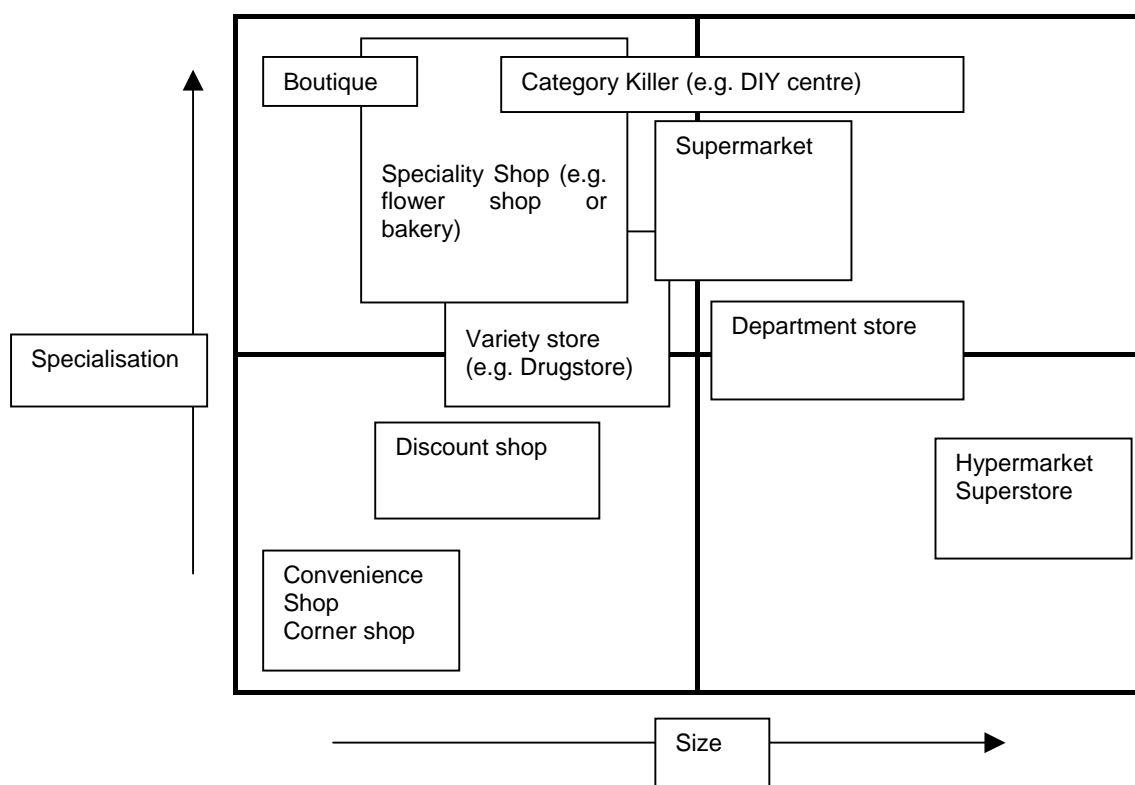 Boutique
Category Killer (e.g. DIY centre)
Supermarket
Speciality Shop (e.g.
flower shop or
bakery)
Department store
Variety store
(e.g. Drugstore)
Specialisation
Discount shop
Hypermarket
Superstore
Convenience
Shop
Corner shop
Size